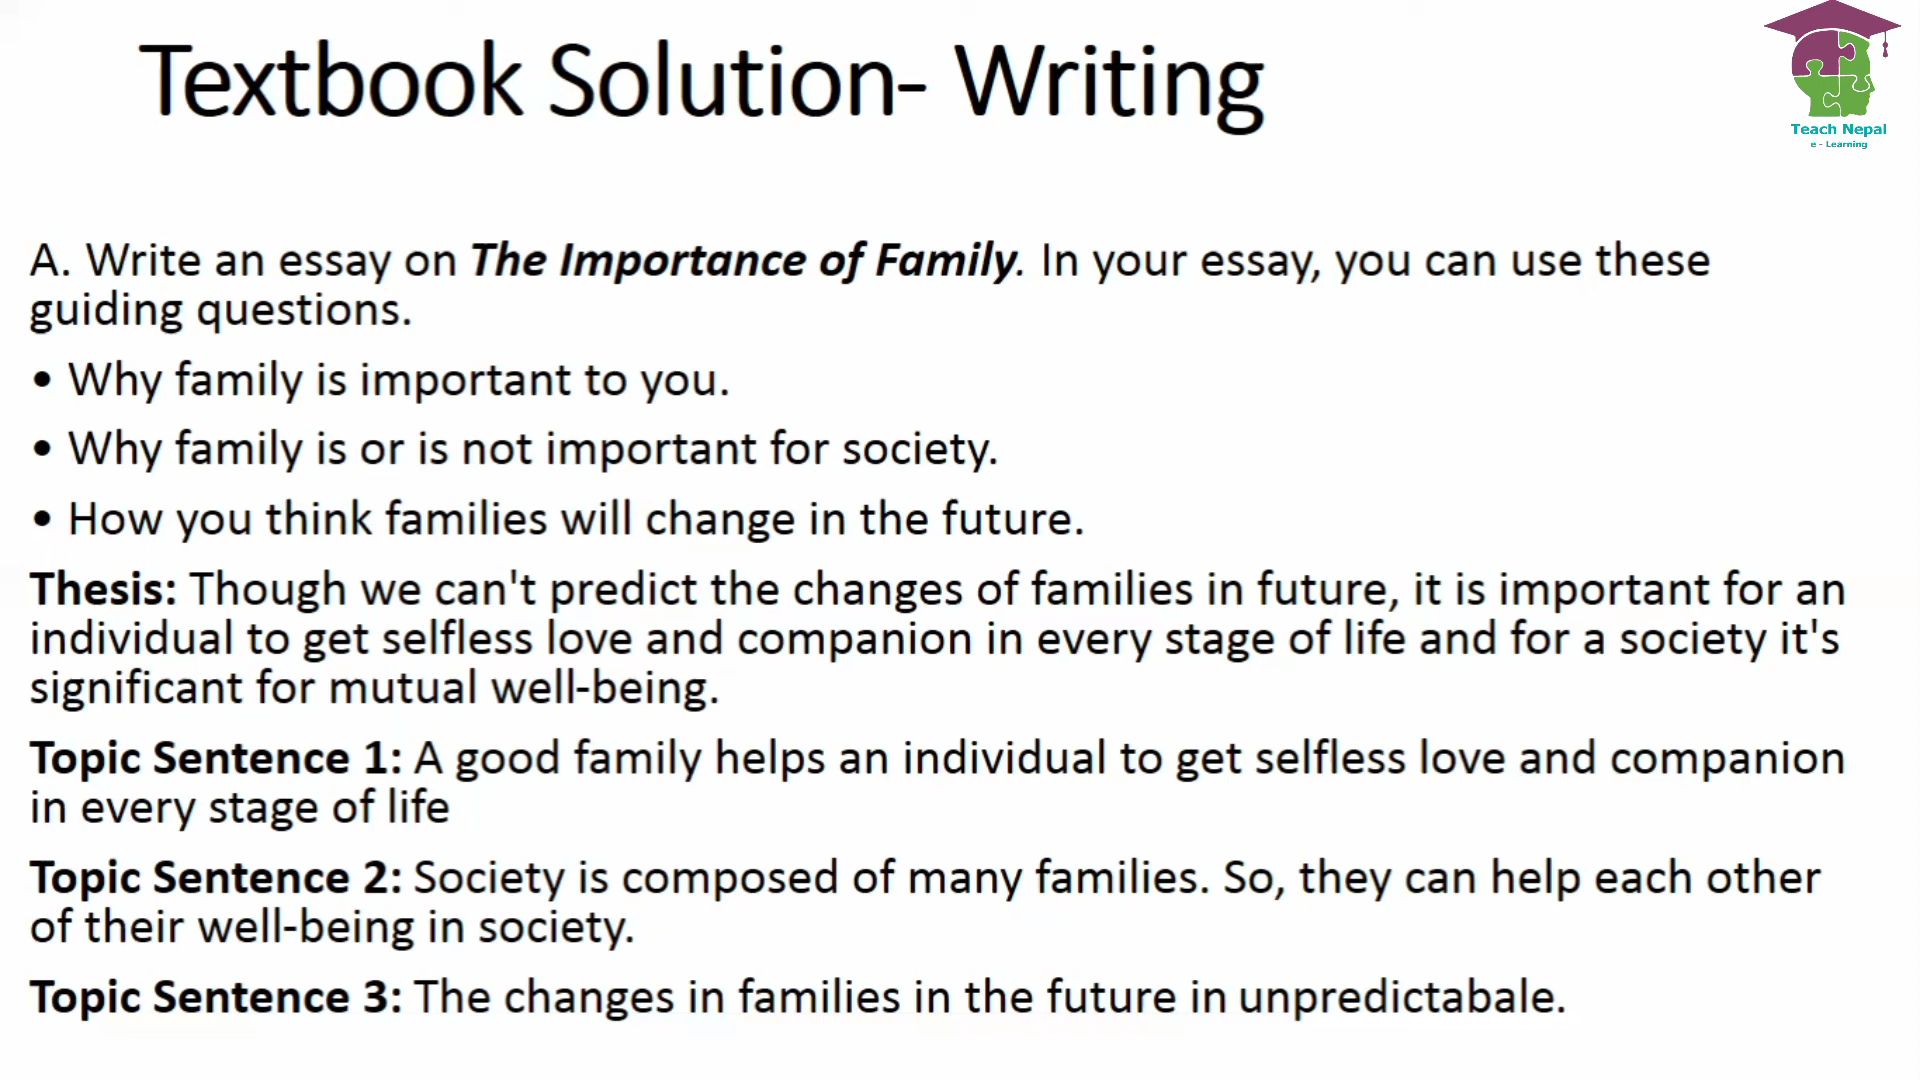 Textbook Solution- Writing
Teach Nepal
e - Learning
A. Write an essay on The Importance of Family. In your essay, you can use these
guiding questions.
• Why family is important to you.
• Why family is or is not important for society.
• How you think families will change in the future.
Thesis: Though we can't predict the changes of families in future, it is important for an
individual to get selfless love and companion in every stage of life and for a society it's
significant for mutual well-being.
Topic Sentence 1: A good family helps an individual to get selfless love and companion
in every stage of life
Topic Sentence 2: Society is composed of many families. So, they can help each other
of their well-being in society.
Topic Sentence 3: The changes in families in the future in unpredictabale.